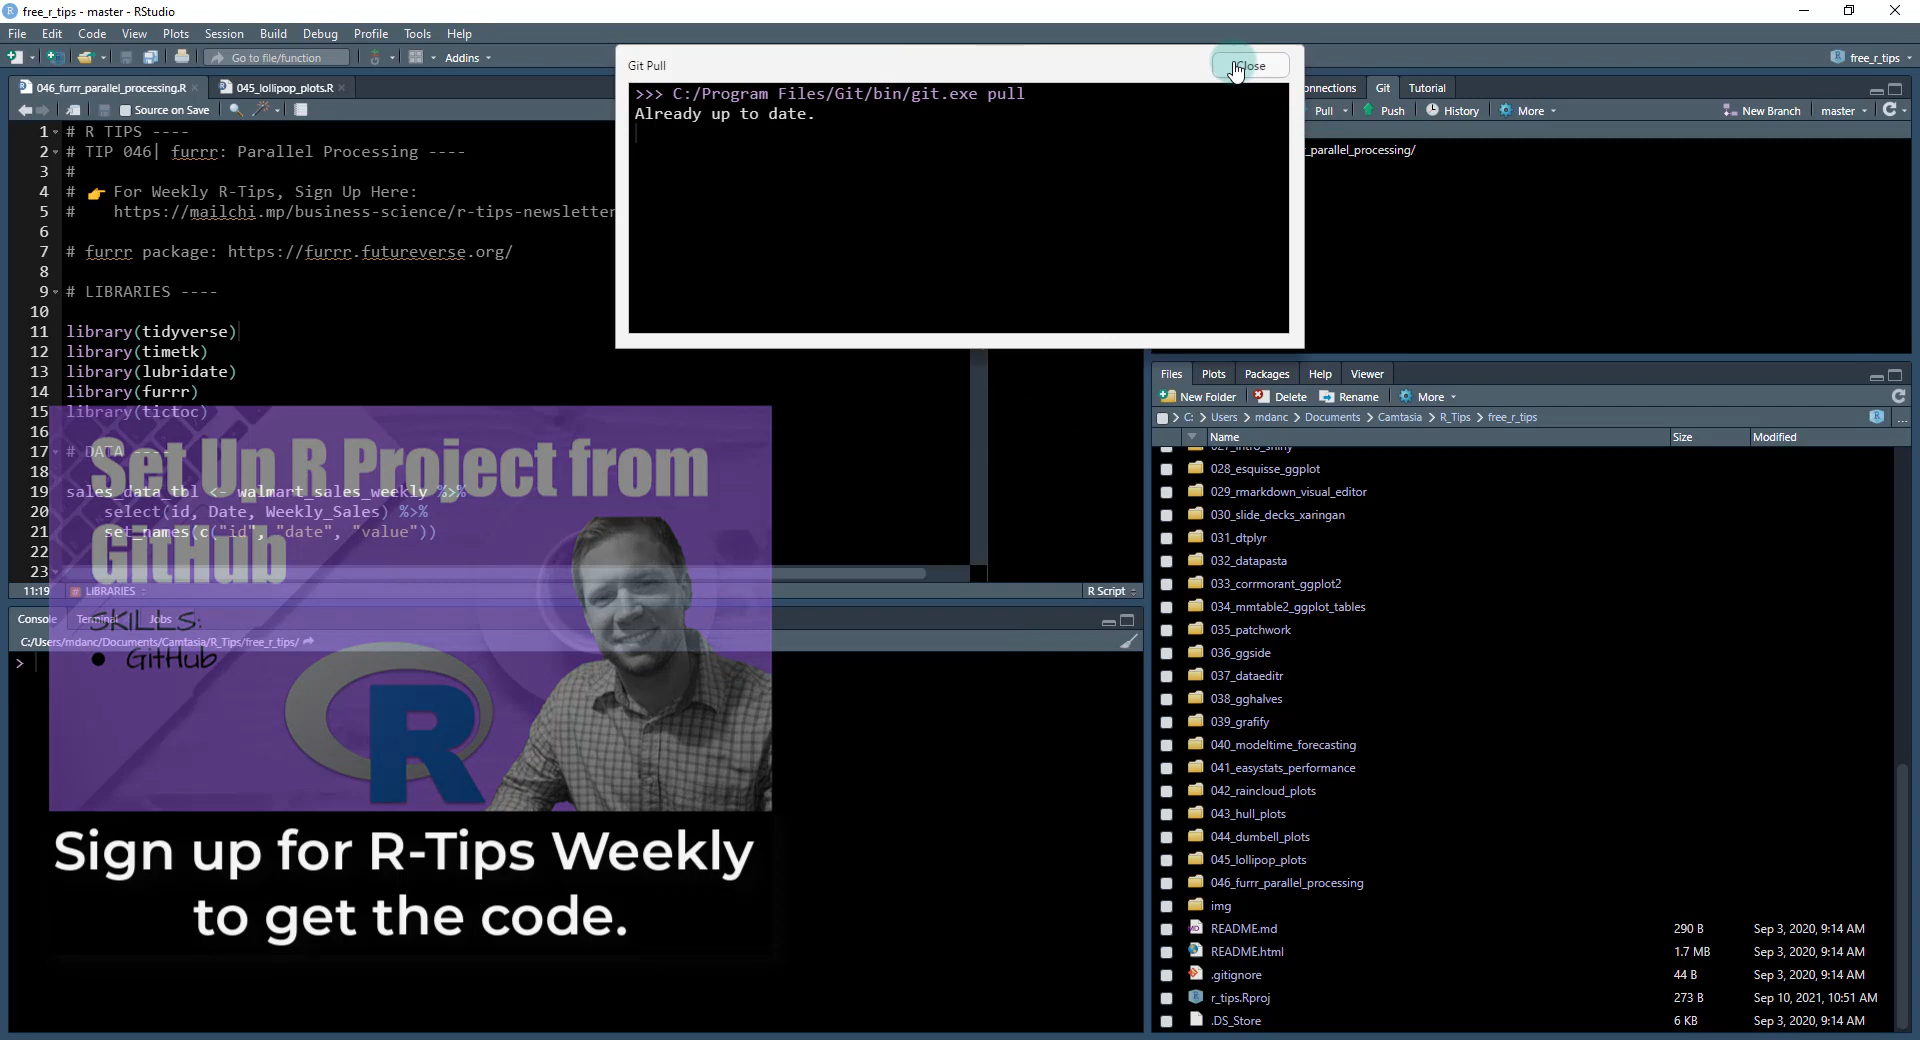 free_r_tips - master - RStudio
File Edit Code View Plots Session Build Debug Profile Tools Help
Go to file/function Addins free_r_tips
046_furrr_parallel_processing.R 045_lollipop_plots.R
Source on Save
1 # R TIPS ----
2 # TIP 046| furrr: Parallel Processing ----
3 #
4 # 👉 For Weekly R-Tips, Sign Up Here:
5 # https://mailchi.mp/business-science/r-tips-newsletter
6
7 # furrr package: https://furrr.futureverse.org/
8
9 # LIBRARIES ----
10
11 library(tidyverse)
12 library(timetk)
13 library(lubridate)
14 library(furrr)
15 library(tictoc)
16
17 # DATA ----
18
19 sales_data_tbl <- walmart_sales_weekly %>%
20 select(id, Date, Weekly_Sales) %>%
21 set_names(c("id", "date", "value"))
22
23
11:19 LIBRARIES R Script
Git Pull Close
>>> C:/Program Files/Git/bin/git.exe pull
Already up to date.
Console Terminal Jobs
C:/Users/mdanc/Documents/Camtasia/R_Tips/free_r_tips/
>
Set Up R Project from
GitHub
SKILLS:
• GitHub
R
Sign up for R-Tips Weekly
to get the code.
onnections Git Tutorial
Pull Push History More New Branch master
_parallel_processing/
Files Plots Packages Help Viewer
New Folder Delete Rename More
C: > Users > mdanc > Documents > Camtasia > R_Tips > free_r_tips ...
Name Size Modified
027_intro_shiny
028_esquisse_ggplot
029_rmarkdown_visual_editor
030_slide_decks_xaringan
031_dtplyr
032_datapasta
033_corrmorant_ggplot2
034_mmtable2_ggplot_tables
035_patchwork
036_ggside
037_dataeditr
038_gghalves
039_grafify
040_modeltime_forecasting
041_easystats_performance
042_raincloud_plots
043_hull_plots
044_dumbell_plots
045_lollipop_plots
046_furrr_parallel_processing
img
README.md 290 B Sep 3, 2020, 9:14 AM
README.html 1.7 MB Sep 3, 2020, 9:14 AM
.gitignore 44 B Sep 3, 2020, 9:14 AM
r_tips.Rproj 273 B Sep 10, 2021, 10:51 AM
.DS_Store 6 KB Sep 3, 2020, 9:14 AM